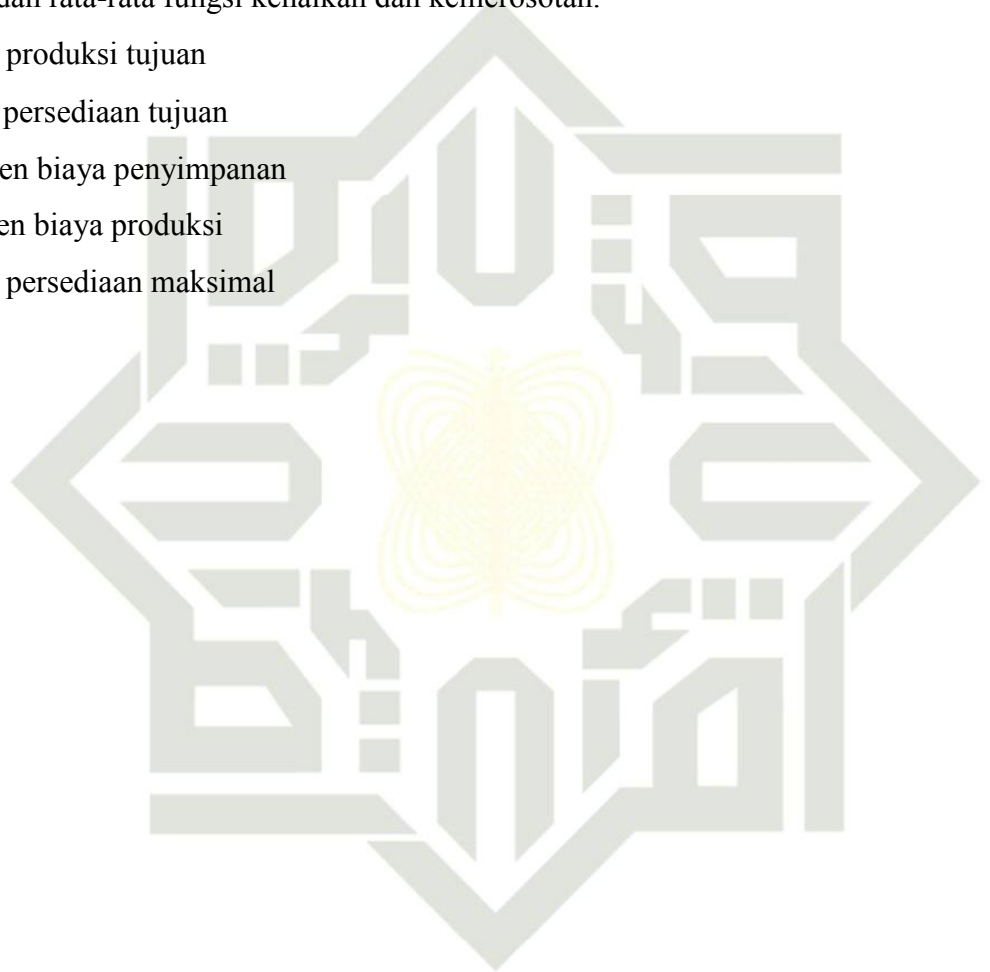 dan rata-rata fungsi kenaikan dan kemerosotan.
produksi tujuan
persediaan tujuan
en biaya penyimpanan
en biaya produksi
persediaan maksimal